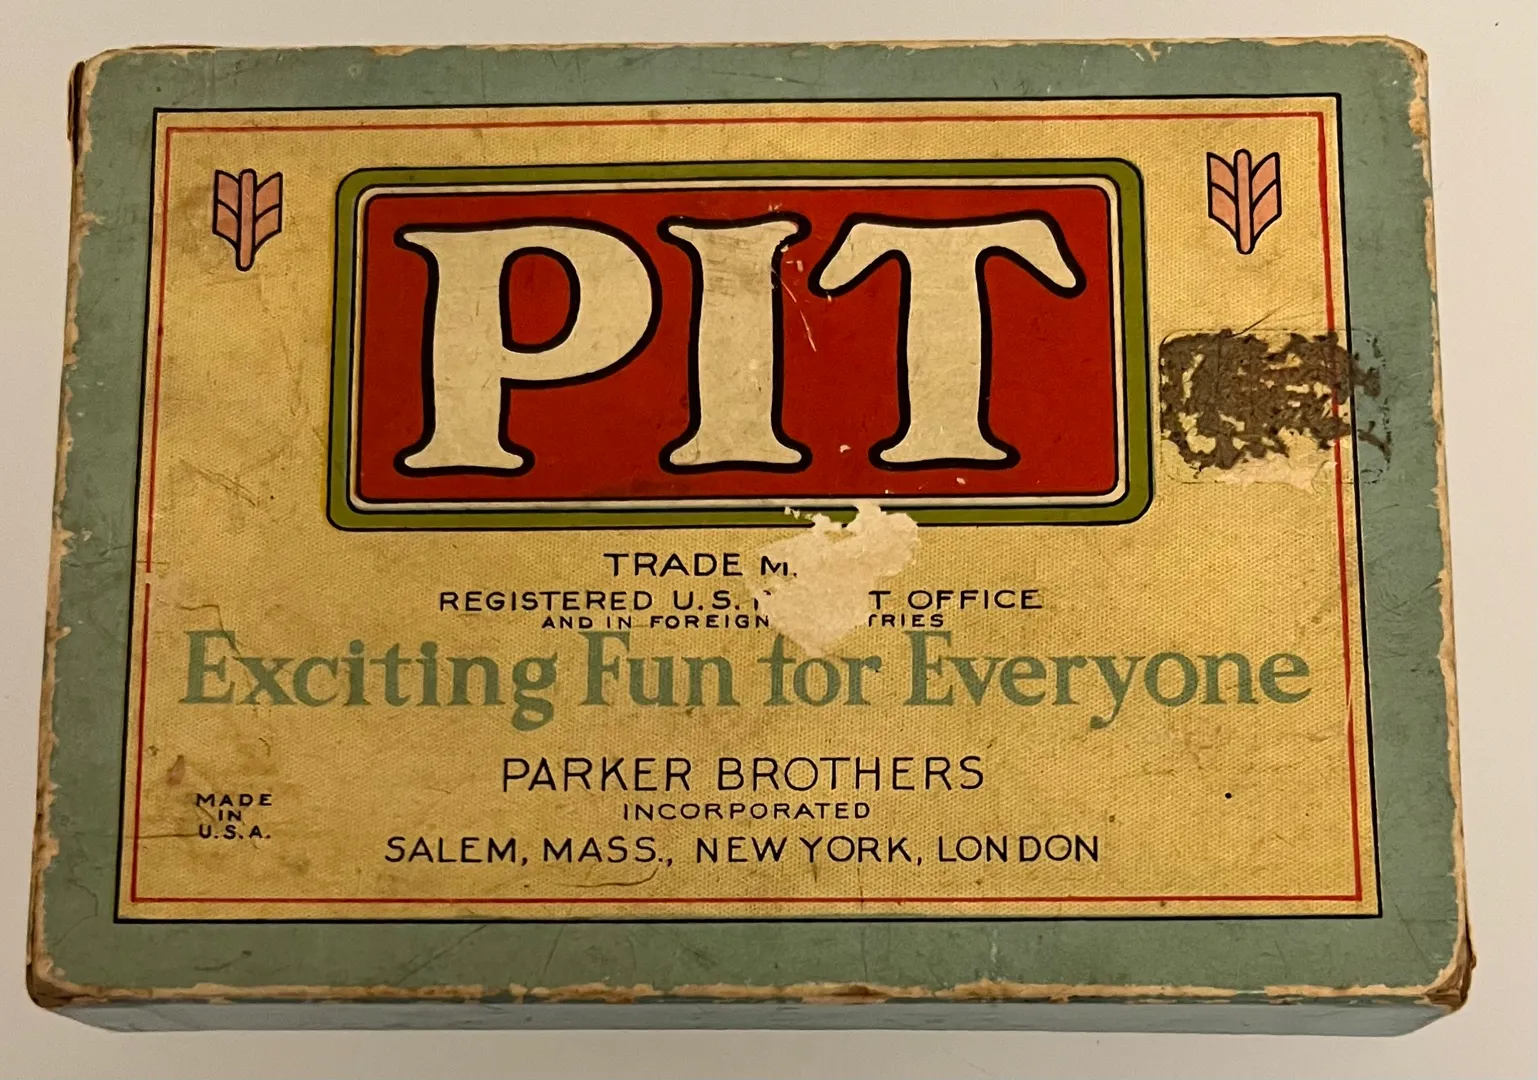 PIT
TRADE
REGISTERED U.S. OFFICE
AND IN FOREIGN
Exciting Fun for Everyone
PARKER BROTHERS
INCORPORATED
SALEM, MASS., NEW YORK, LONDON
MADE
IN
U.S.A.